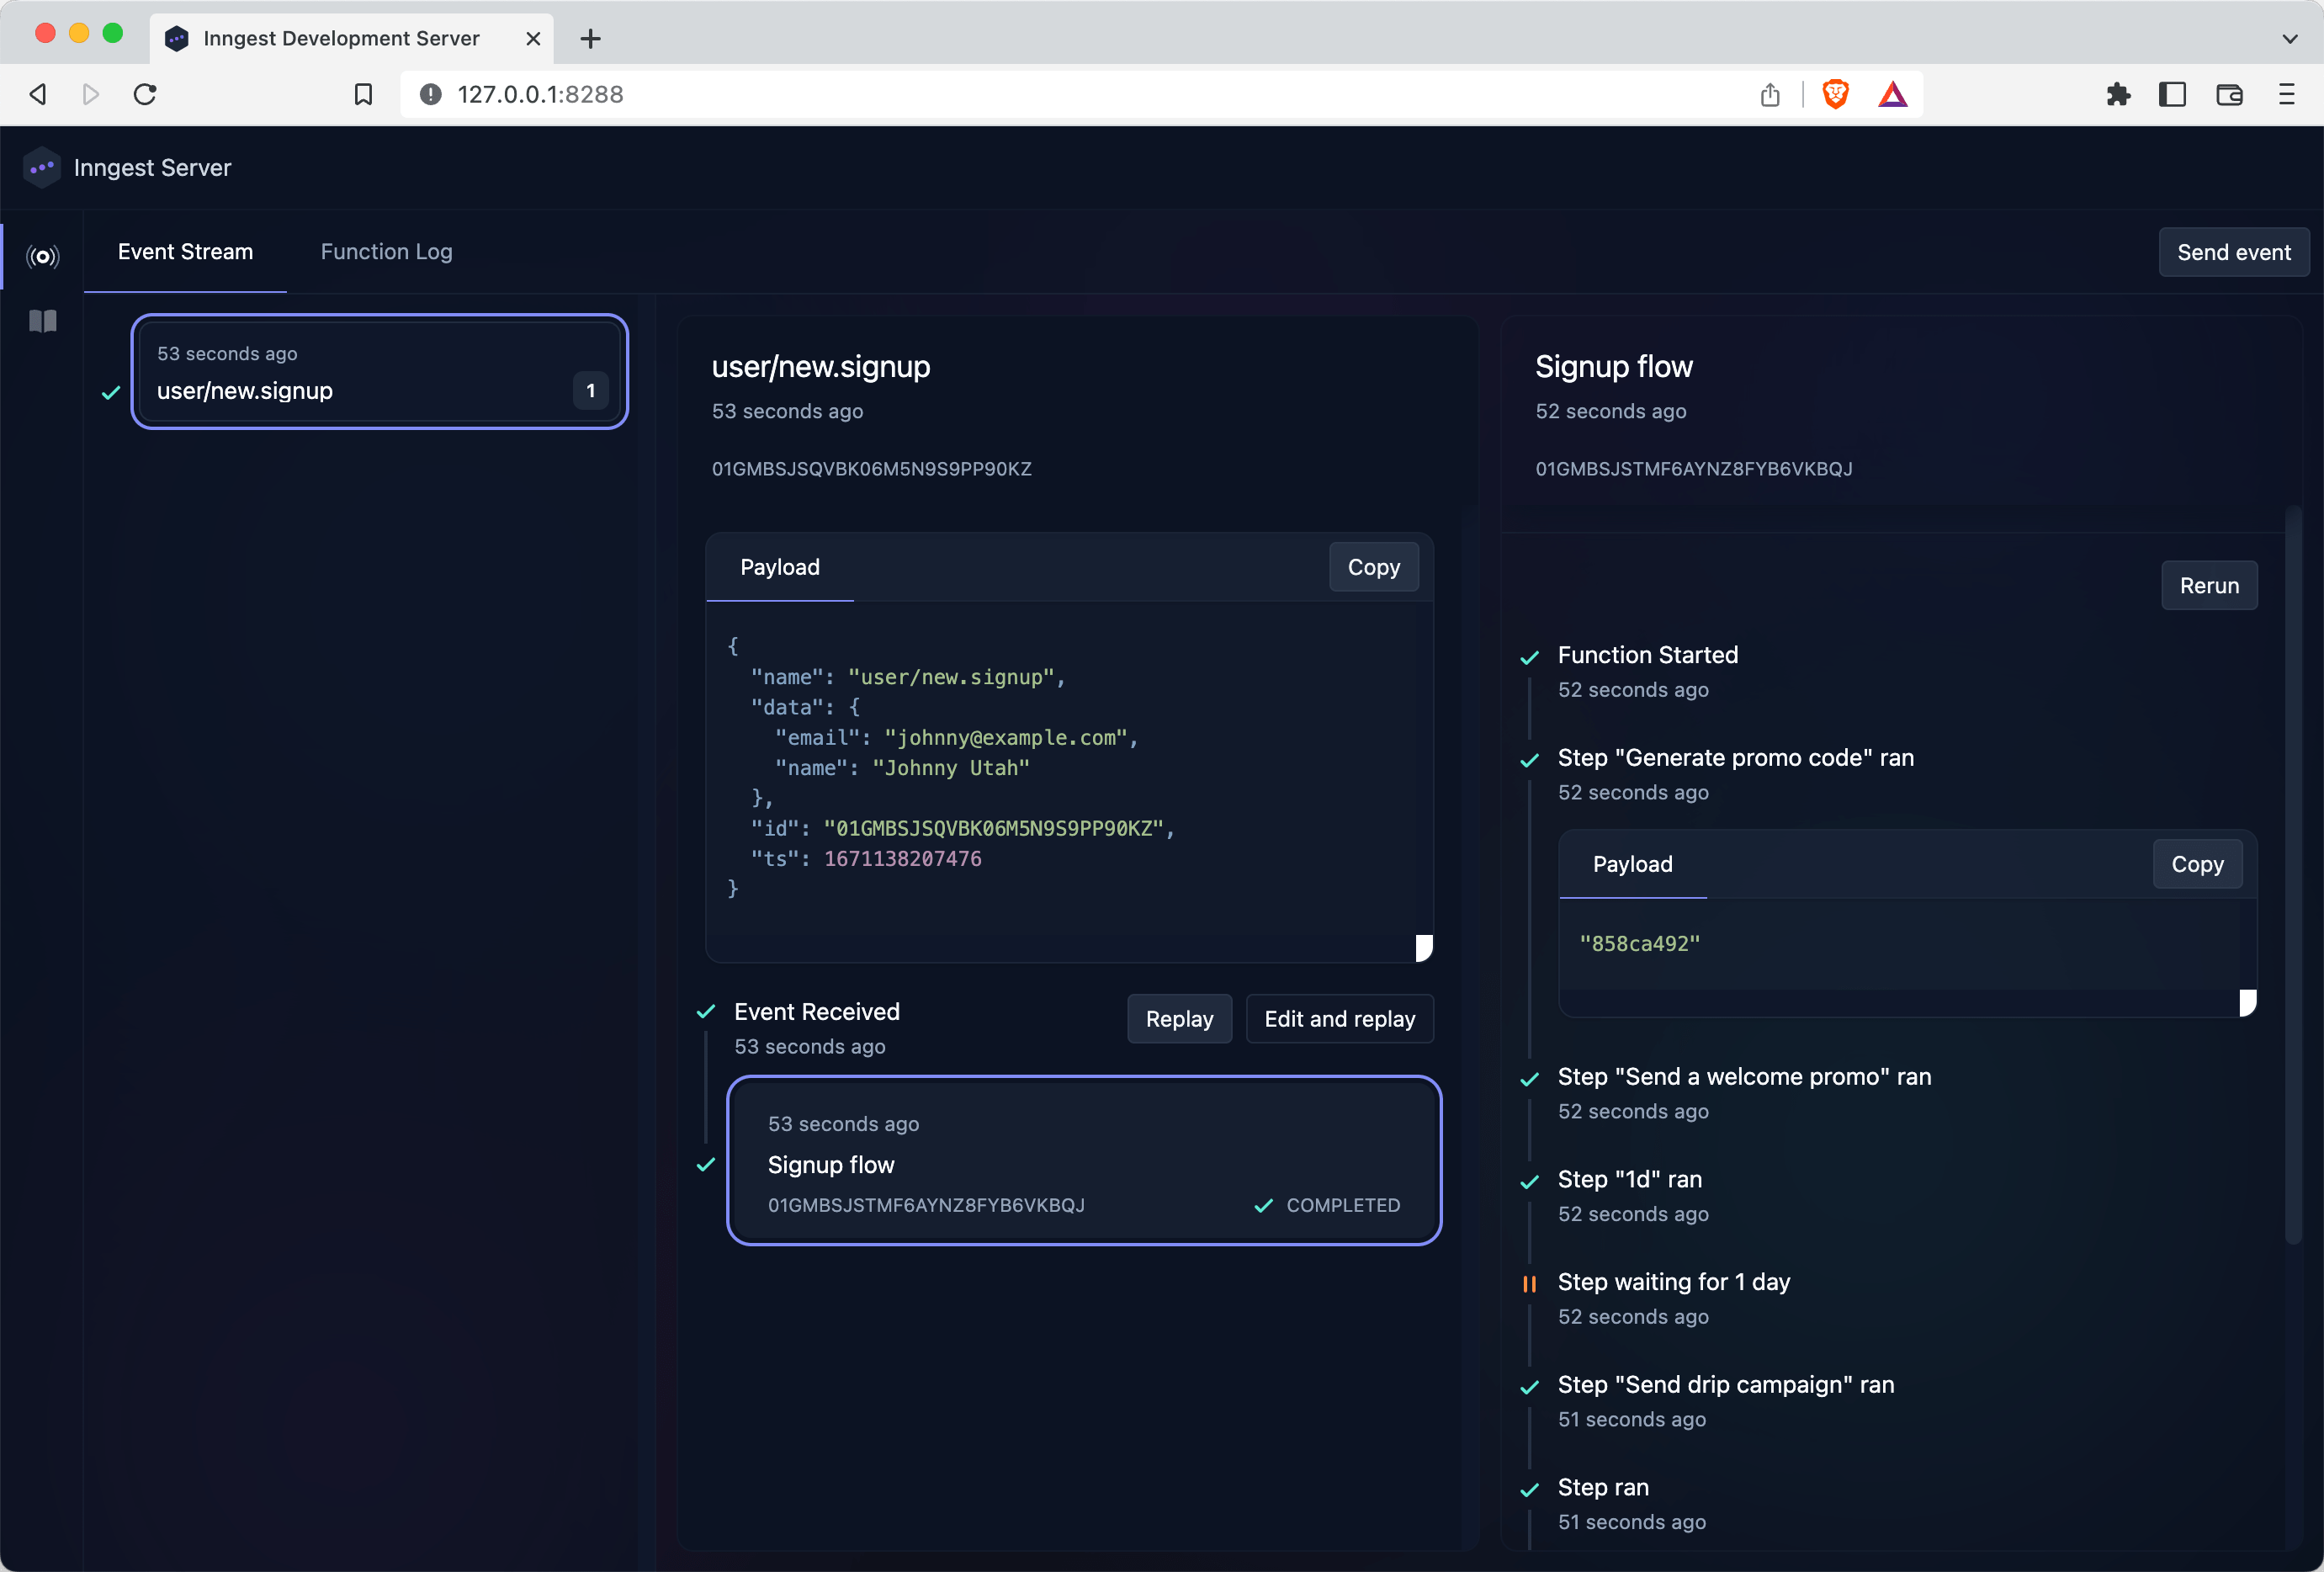 Inngest Development Server
127.0.0.1:8288
Inngest Server
Event Stream
Function Log
Send event
53 seconds ago
user/new.signup
1
user/new.signup
53 seconds ago
01GMBSJSQVBK06M5N9S9PP90KZ
Payload
Copy
{
"name": "user/new.signup",
"data": {
"email": "johnny@example.com",
"name": "Johnny Utah"
},
"id": "01GMBSJSQVBK06M5N9S9PP90KZ",
"ts": 1671138207476
}
Event Received
53 seconds ago
Replay
Edit and replay
53 seconds ago
Signup flow
01GMBSJSTMF6AYNZ8FYB6VKBQJ
COMPLETED
Signup flow
52 seconds ago
01GMBSJSTMF6AYNZ8FYB6VKBQJ
Rerun
Function Started
52 seconds ago
Step "Generate promo code" ran
52 seconds ago
Payload
Copy
"858ca492"
Step "Send a welcome promo" ran
52 seconds ago
Step "1d" ran
52 seconds ago
Step waiting for 1 day
52 seconds ago
Step "Send drip campaign" ran
51 seconds ago
Step ran
51 seconds ago